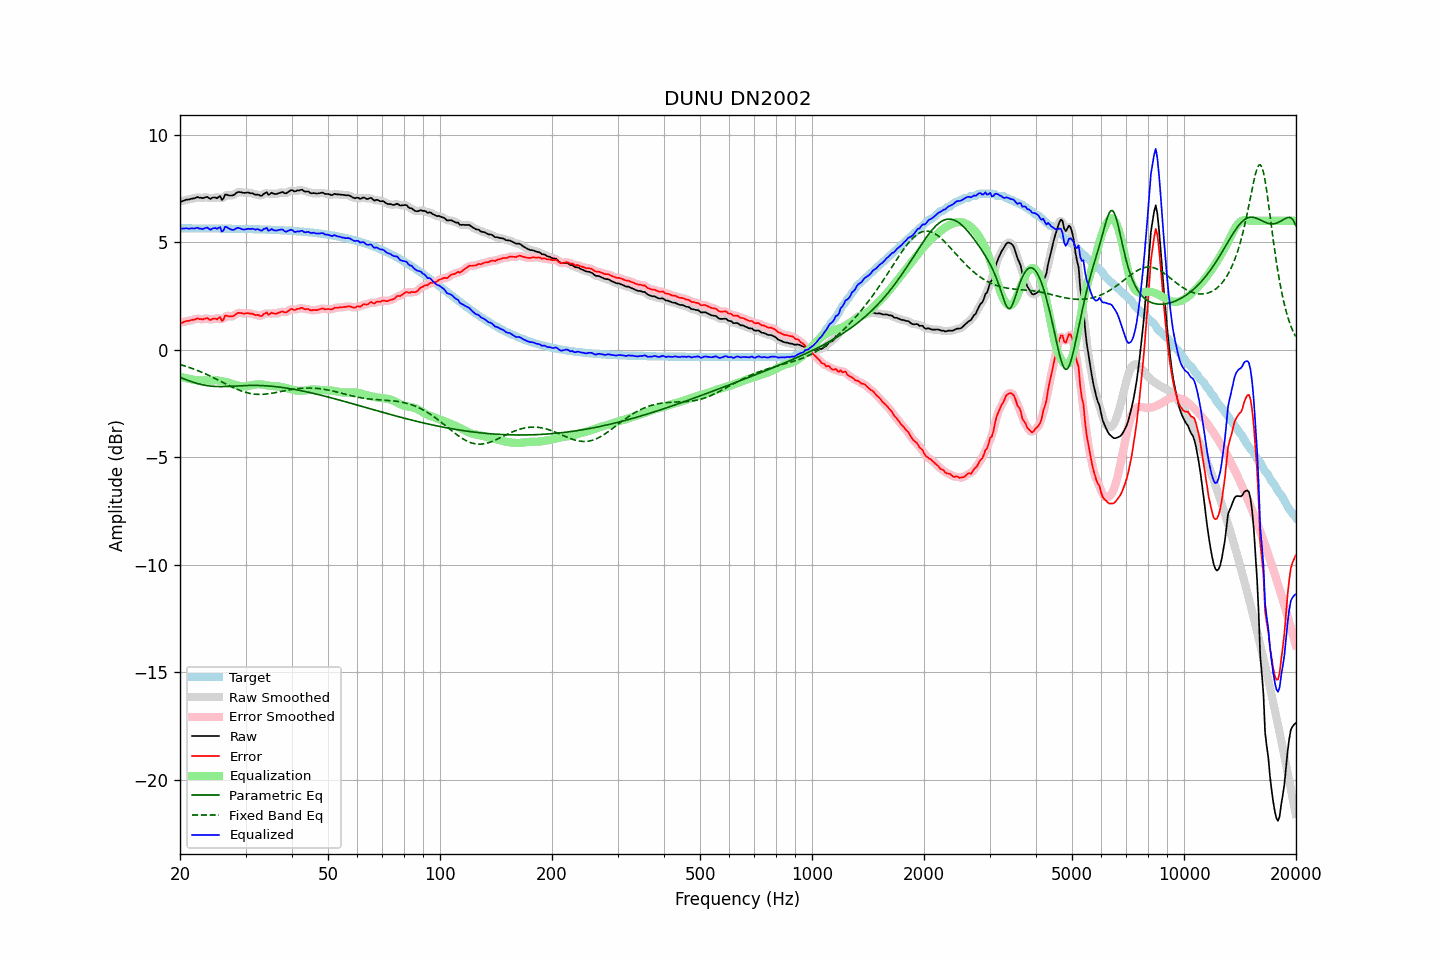 DUNU DN2002
10
5
0
−5
−10
−15
−20
Amplitude (dBr)
Target
Raw Smoothed
Error Smoothed
Raw
Error
Equalization
Parametric Eq
Fixed Band Eq
Equalized
20 50 100 200 500 1000 2000 5000 10000 20000
Frequency (Hz)